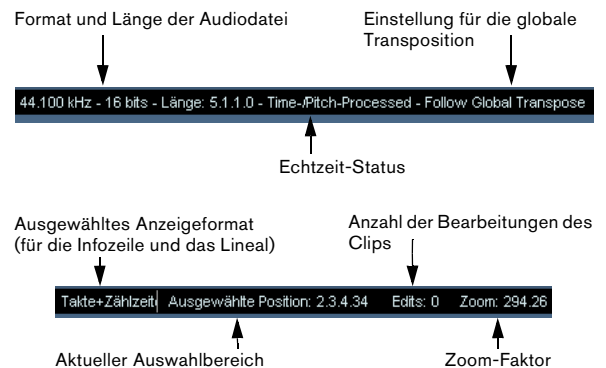 Format und Länge der Audiodatei
Einstellung für die globale
Transposition
44.100 kHz - 16 bits - Länge: 5.1.1.0 - Time-/Pitch-Processed - Follow Global Transpose
Echtzeit-Status
Ausgewähltes Anzeigeformat
(für die Infozeile und das Lineal)
Anzahl der Bearbeitungen des
Clips
Takte+Zählzeit Ausgewählte Position: 2.3.4.34 Edits: 0 Zoom: 294.26
Aktueller Auswahlbereich
Zoom-Faktor